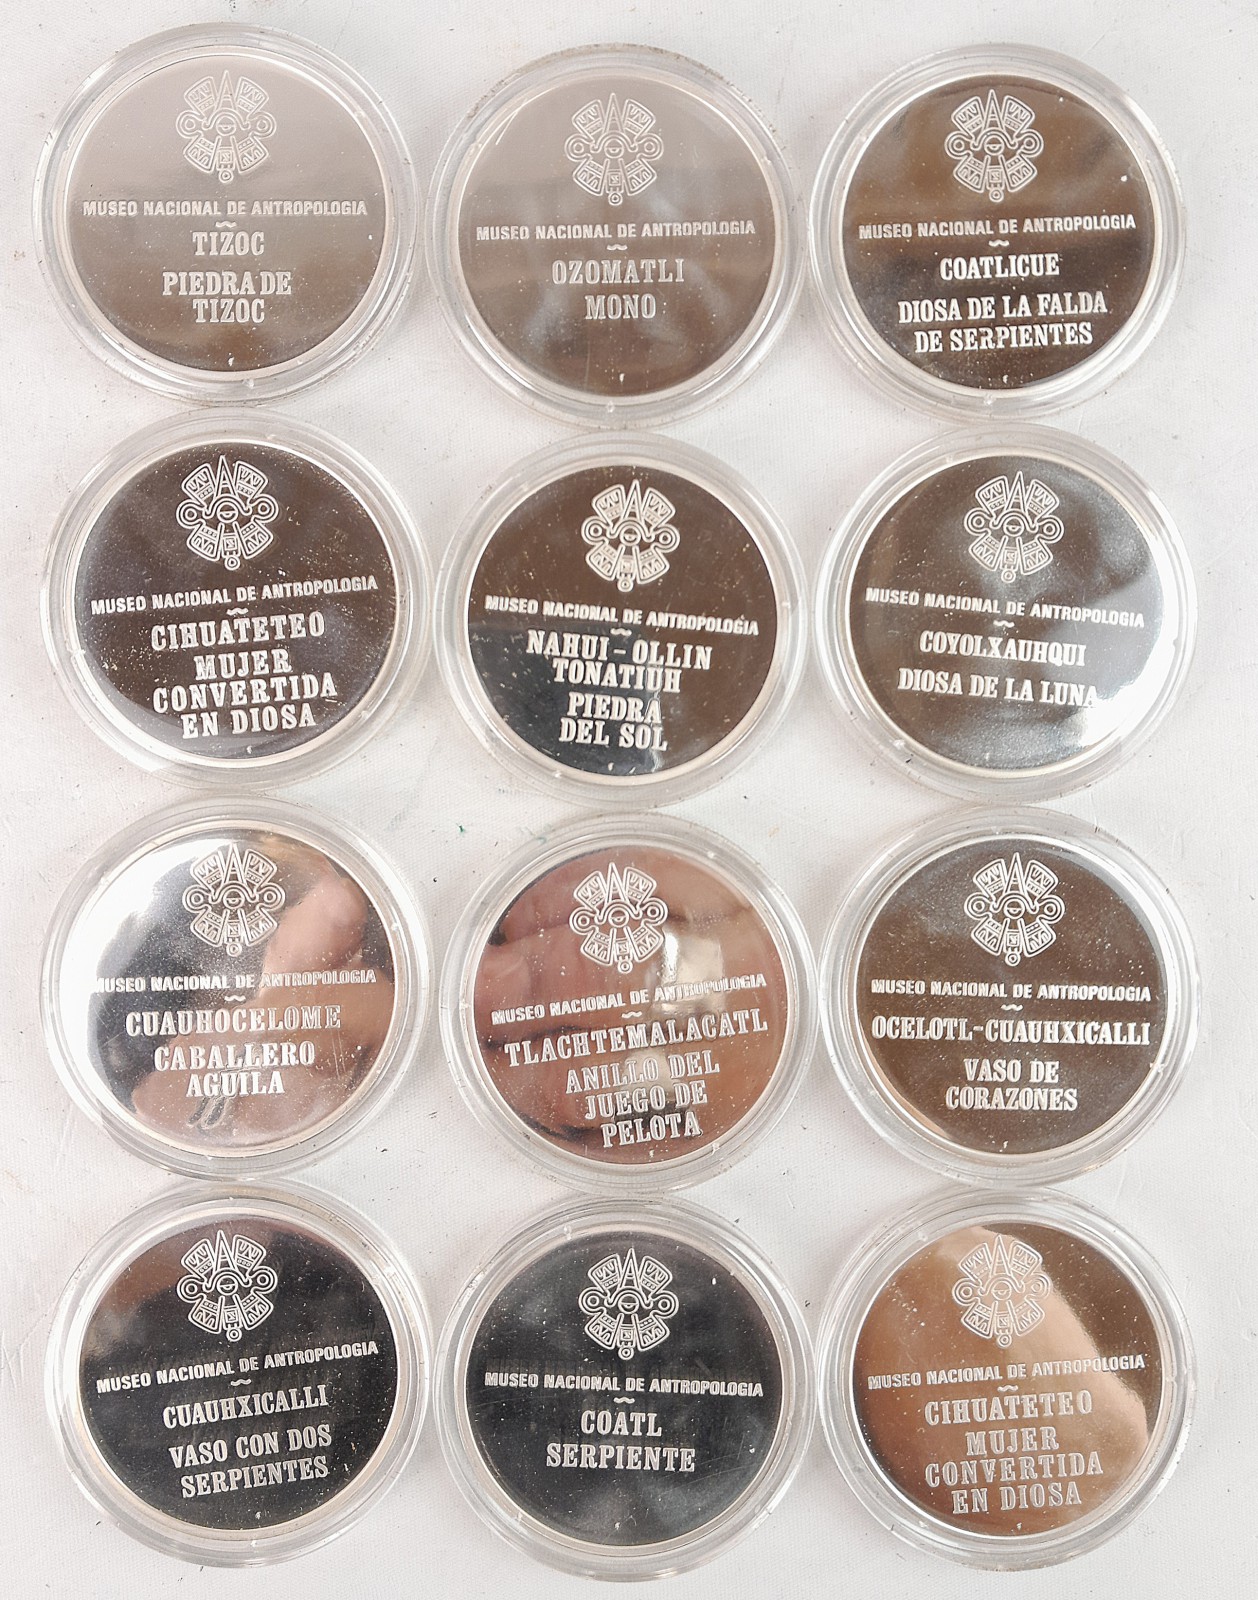 MUSEO NACIONAL DE ANTROPOLOGIA
TIZOC
PIEDRA DE
TIZOC
MUSEO NACIONAL DE ANTROPOLOGIA
OZOMATLI
MONO
MUSEO NACIONAL DE ANTROPOLOGIA
COATLICUE
DIOSA DE LA FALDA
DE SERPIENTES
MUSEO NACIONAL DE ANTROPOLOGIA
CIHUATETEO
MUJER
CONVERTIDA
EN DIOSA
MUSEO NACIONAL DE ANTROPOLOGIA
NAHUI-OLLIN
TONATIUH
PIEDRA
DEL SOL
MUSEO NACIONAL DE ANTROPOLOGIA
COYOLXAUHQUI
DIOSA DE LA LUNA
MUSEO NACIONAL DE ANTROPOLOGIA
CUAUHOCELOME
CABALLERO
AGUILA
MUSEO NACIONAL DE ANTROPOLOGIA
TLACHTEMALACATL
ANILLO DEL
JUEGO DE
PELOTA
MUSEO NACIONAL DE ANTROPOLOGIA
OCELOTL-CUAUHXICALLI
VASO DE
CORAZONES
MUSEO NACIONAL DE ANTROPOLOGIA
CUAUHXICALLI
VASO CON DOS
SERPIENTES
MUSEO NACIONAL DE ANTROPOLOGIA
COATL
SERPIENTE
MUSEO NACIONAL DE ANTROPOLOGIA
CIHUATETEO
MUJER
CONVERTIDA
EN DIOSA